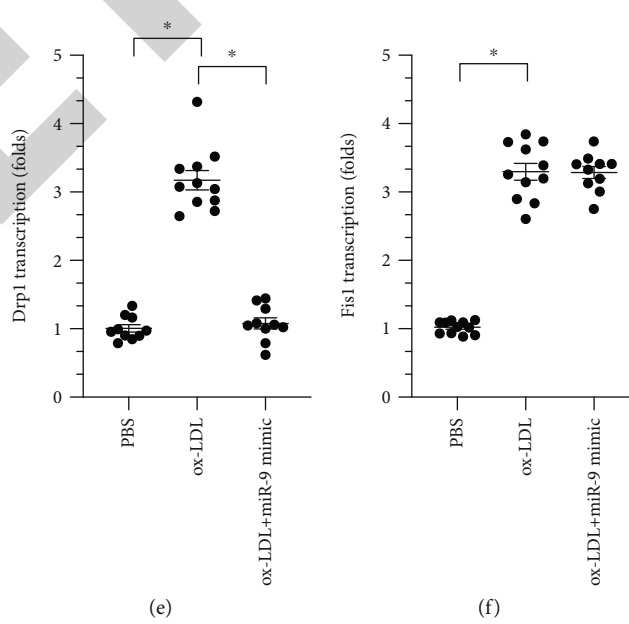 *
*
5
4
3
2
1
0
Drp1 transcription (folds)
PBS
ox-LDL
ox-LDL+miR-9 mimic
(e)
*
5
4
3
2
1
0
Fis1 transcription (folds)
PBS
ox-LDL
ox-LDL+miR-9 mimic
(f)